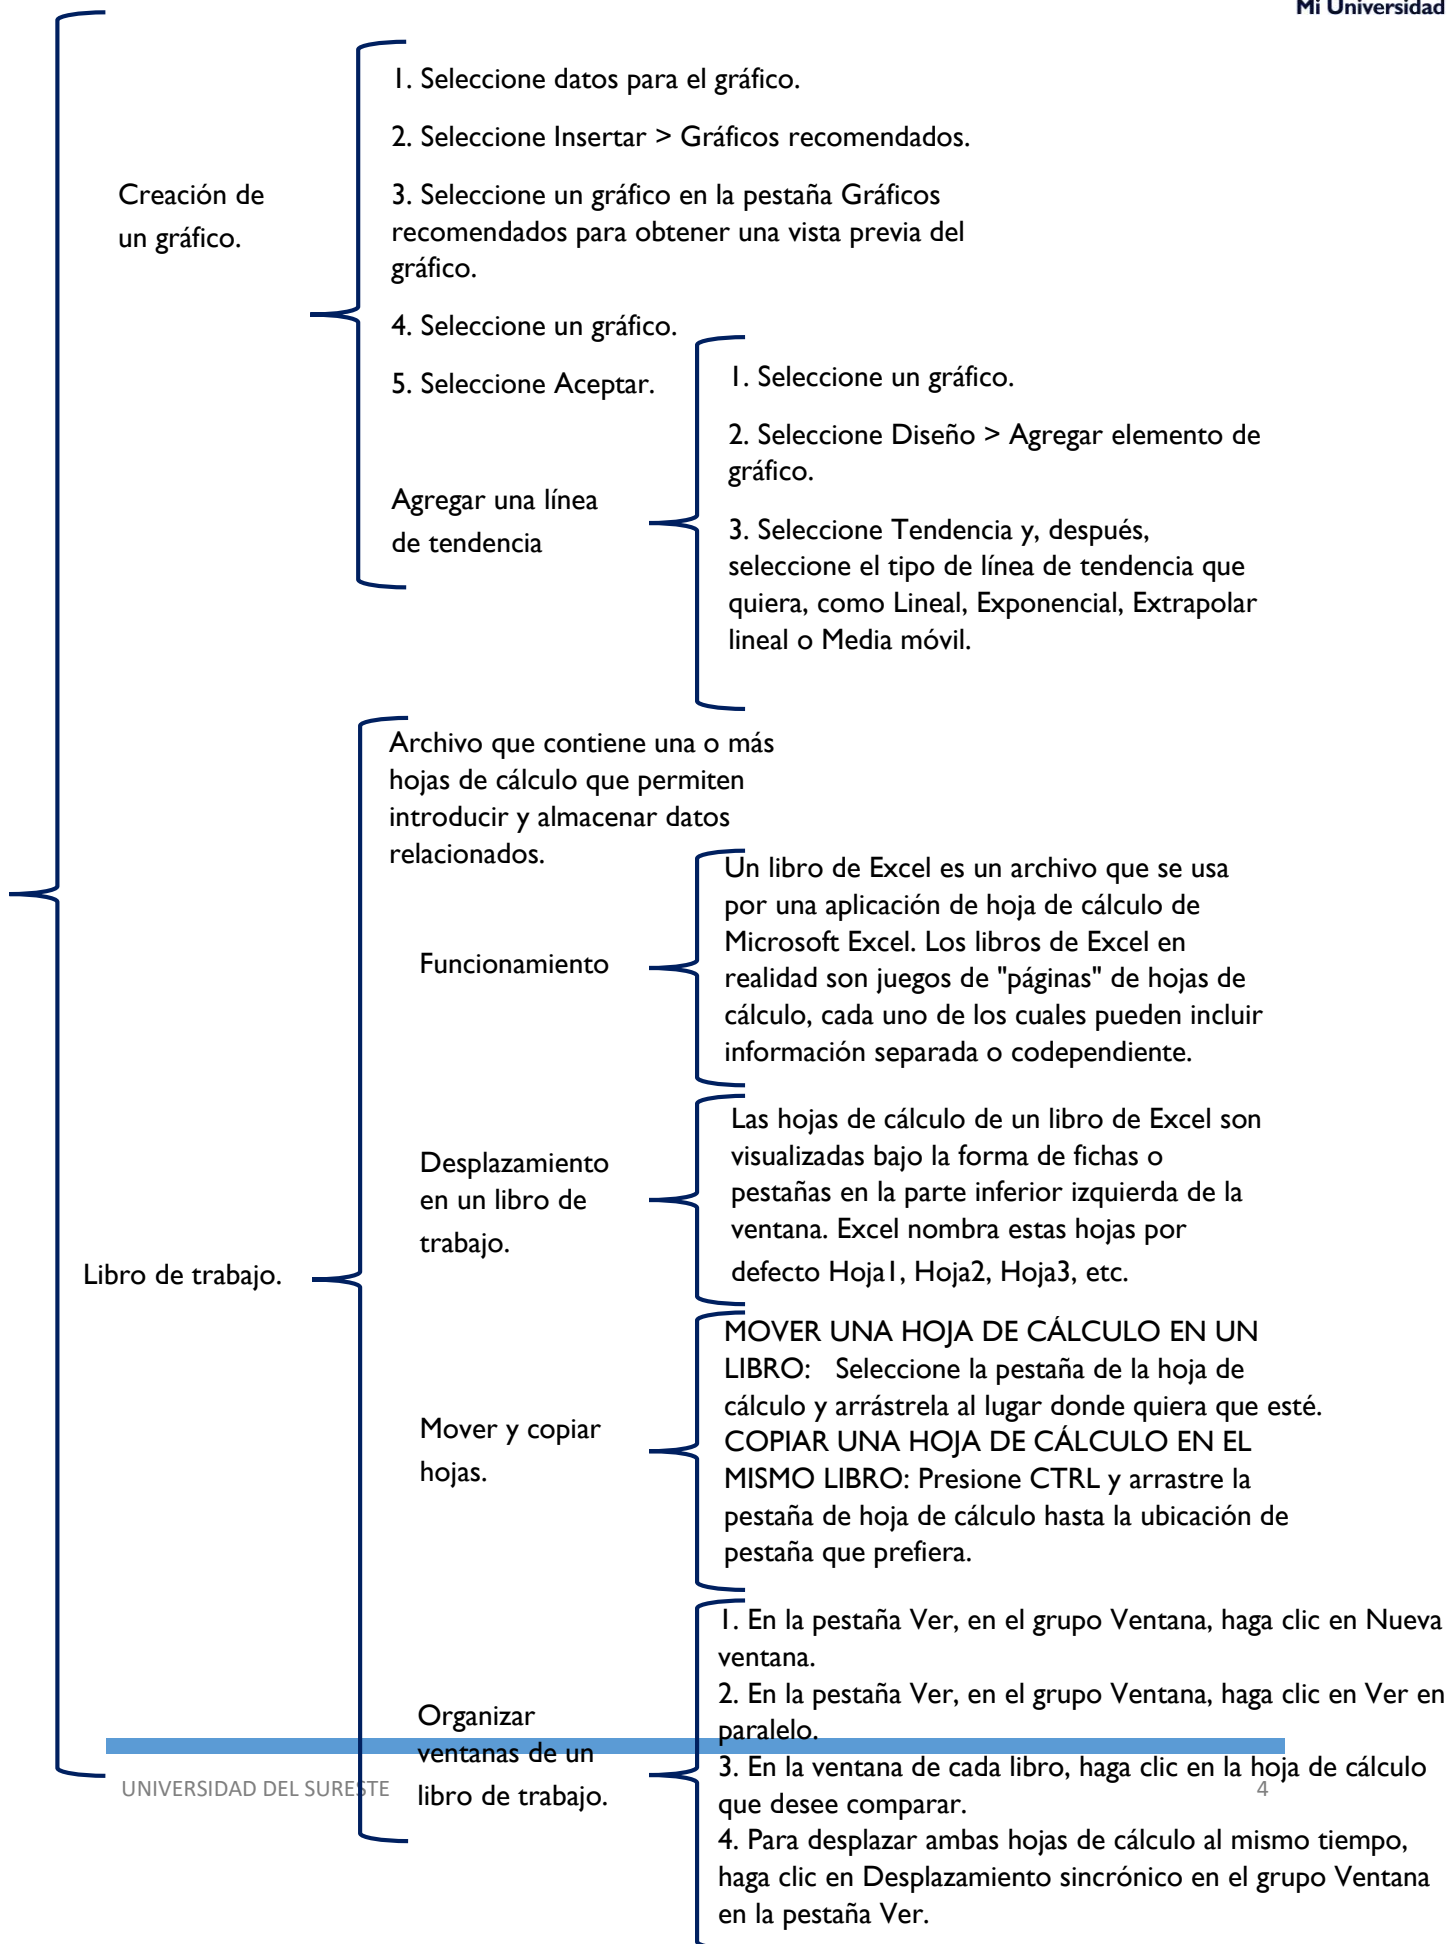 Mi Universidad
Creación de
un gráfico.
1. Seleccione datos para el gráfico.
2. Seleccione Insertar > Gráficos recomendados.
3. Seleccione un gráfico en la pestaña Gráficos
recomendados para obtener una vista previa del
gráfico.
4. Seleccione un gráfico.
5. Seleccione Aceptar.
Agregar una línea
de tendencia
1. Seleccione un gráfico.
2. Seleccione Diseño > Agregar elemento de
gráfico.
3. Seleccione Tendencia y, después,
seleccione el tipo de línea de tendencia que
quiera, como Lineal, Exponencial, Extrapolar
lineal o Media móvil.
Libro de trabajo.
Archivo que contiene una o más
hojas de cálculo que permiten
introducir y almacenar datos
relacionados.
Funcionamiento
Un libro de Excel es un archivo que se usa
por una aplicación de hoja de cálculo de
Microsoft Excel. Los libros de Excel en
realidad son juegos de "páginas" de hojas de
cálculo, cada uno de los cuales pueden incluir
información separada o codependiente.
Desplazamiento
en un libro de
trabajo.
Las hojas de cálculo de un libro de Excel son
visualizadas bajo la forma de fichas o
pestañas en la parte inferior izquierda de la
ventana. Excel nombra estas hojas por
defecto Hoja1, Hoja2, Hoja3, etc.
Mover y copiar
hojas.
MOVER UNA HOJA DE CÁLCULO EN UN
LIBRO: Seleccione la pestaña de la hoja de
cálculo y arrástrela al lugar donde quiera que esté.
COPIAR UNA HOJA DE CÁLCULO EN EL
MISMO LIBRO: Presione CTRL y arrastre la
pestaña de hoja de cálculo hasta la ubicación de
pestaña que prefiera.
Organizar
ventanas de un
libro de trabajo.
1. En la pestaña Ver, en el grupo Ventana, haga clic en Nueva
ventana.
2. En la pestaña Ver, en el grupo Ventana, haga clic en Ver en
paralelo.
3. En la ventana de cada libro, haga clic en la hoja de cálculo
que desee comparar.
4. Para desplazar ambas hojas de cálculo al mismo tiempo,
haga clic en Desplazamiento sincrónico en el grupo Ventana
en la pestaña Ver.
UNIVERSIDAD DEL SURESTE
4